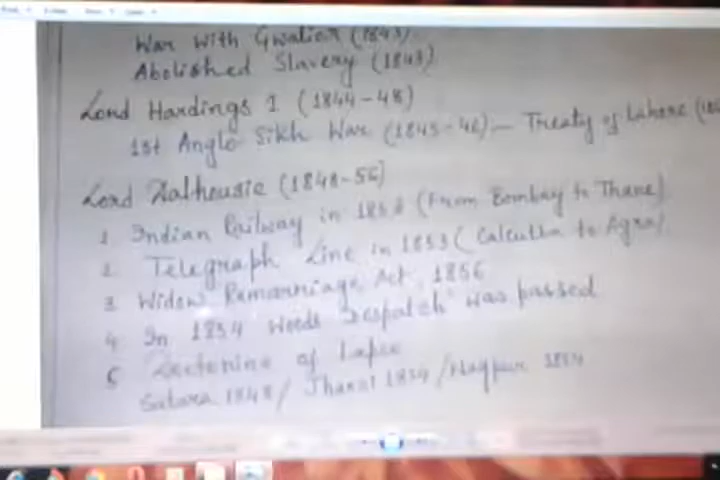 War with Gwalior (1843)
Abolished Slavery (1843)
Lord Hardings I (1844-48)
1st Anglo Sikh War (1845-46) - Treaty of Lahore
Lord Dalhousie (1848-56)
1 Indian Railway in 1853 (From Bombay to Thane)
2 Telegraph Line in 1853 (Calcutta to Agra)
3 Widow Remarriage Act, 1856
4 In 1854 Woods Despatch was passed
5 Doctorine of Lapse
Satara 1848/ Jhansi 1854 /Nagpur 1854